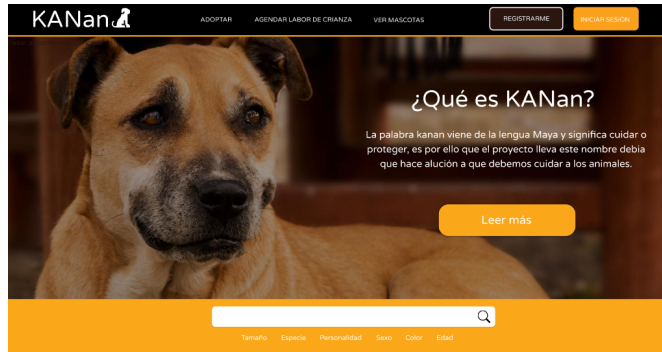 KANan
ADOPTAR AGENDAR LABOR DE CRIANZA VER MASCOTAS REGISTRARME INICIAR SESIÓN
¿Qué es KANan?
La palabra kanan viene de la lengua Maya y significa cuidar o
proteger, es por ello que el proyecto lleva este nombre debia
que hace alución a que debemos cuidar a los animales.
Leer más
Tamaño Especie Personalidad Sexo Color Edad